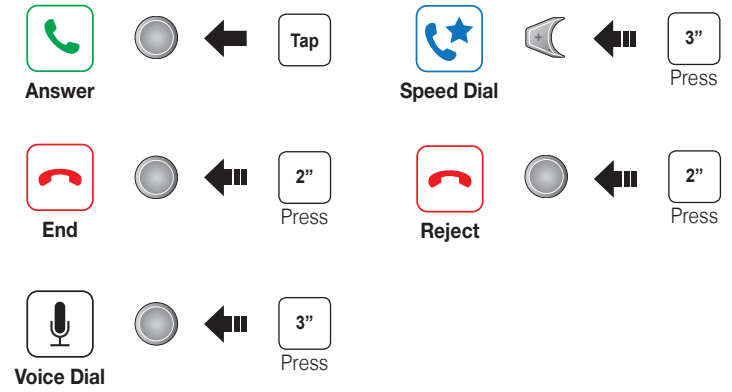 Tap
Answer
+
3”
Press
Speed Dial
2”
Press
End
2”
Press
Reject
3”
Press
Voice Dial